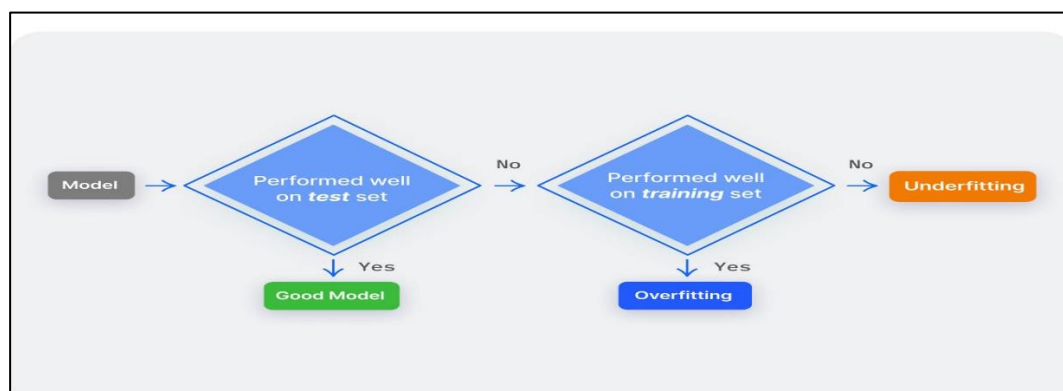 Model
Performed well
on test set
No
Yes
Good Model
Performed well
on training set
No
Yes
Underfitting
Overfitting